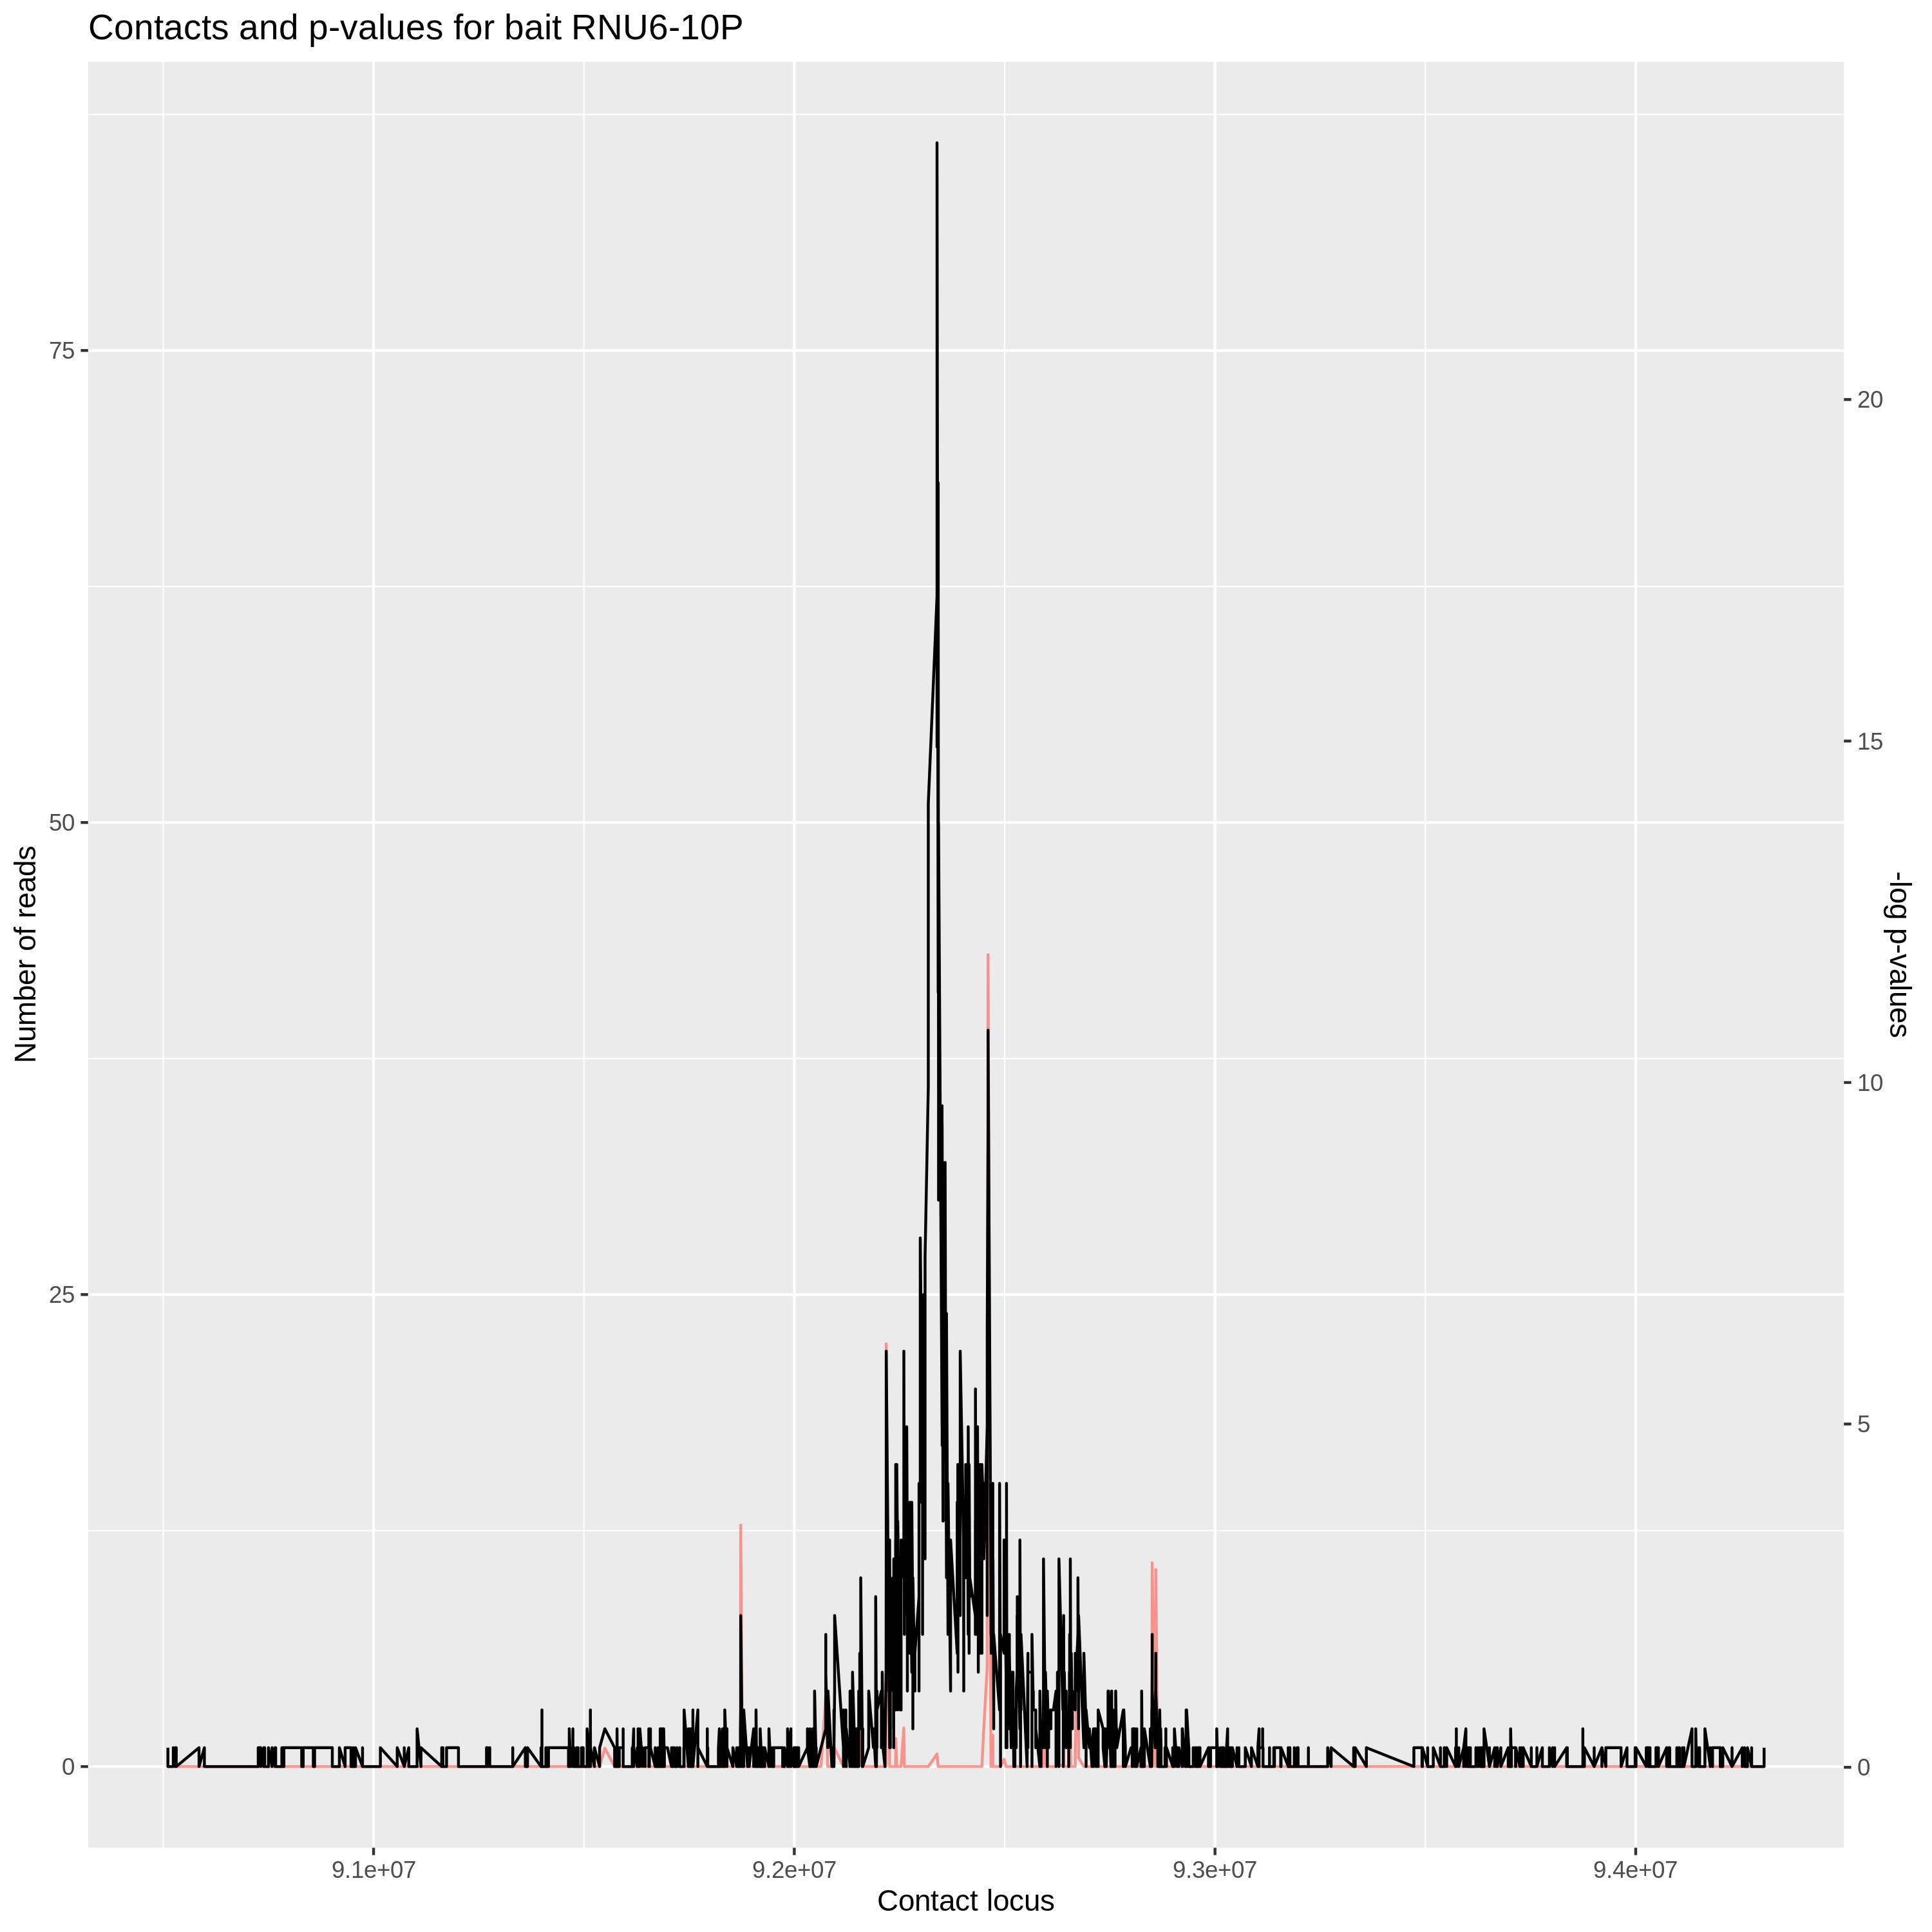 Contacts and p-values for bait RNU6-10P
75
50
25
0
Number of reads
20
15
10
5
0
-log p-values
9.1e+07
9.2e+07
9.3e+07
9.4e+07
Contact locus